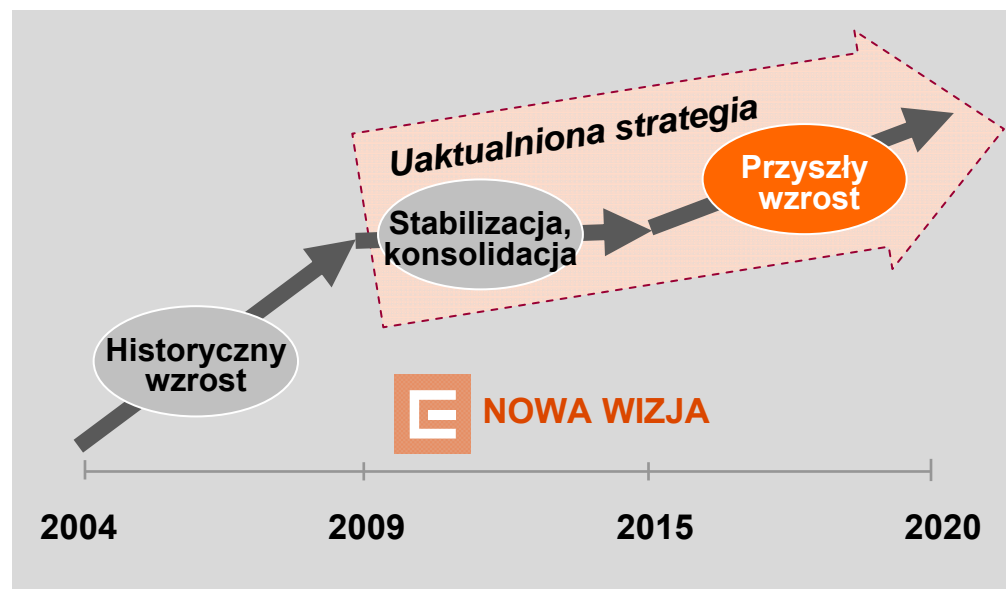 Uaktualniona strategia
Przyszły
wzrost
Stabilizacja,
konsolidacja
Historyczny
wzrost
NOWA WIZJA
2004
2009
2015
2020